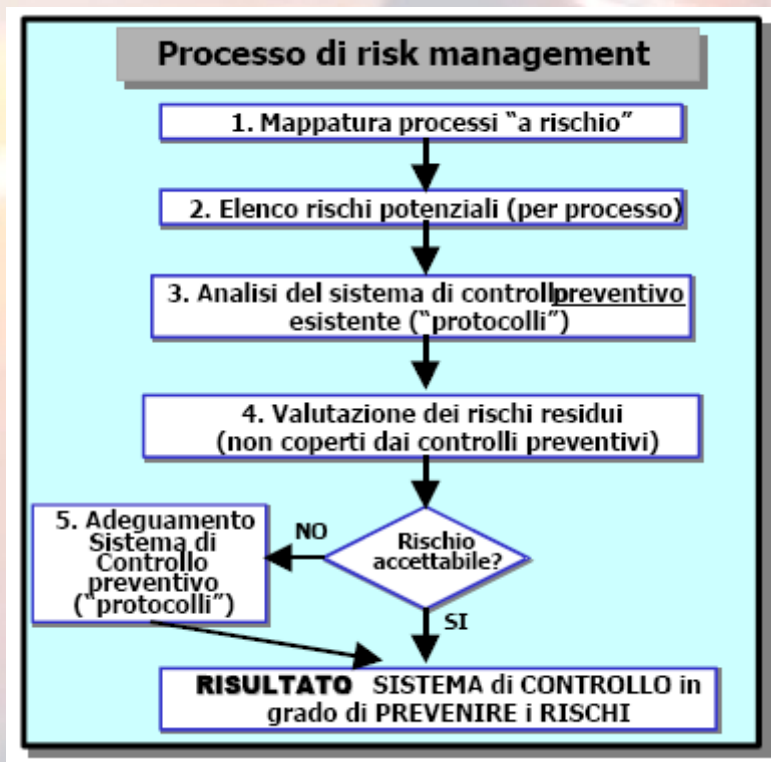 Processo di risk management
1. Mappatura processi “a rischio”
2. Elenco rischi potenziali (per processo)
3. Analisi del sistema di controllpreventivo
esistente (“protocolli”)
4. Valutazione dei rischi residui
(non coperti dai controlli preventivi)
5. Adeguamento
Sistema di
Controllo
preventivo
(“protocolli”)
NO
Rischio
accettabile?
SI
RISULTATO SISTEMA di CONTROLLO in
grado di PREVENIRE i RISCHI